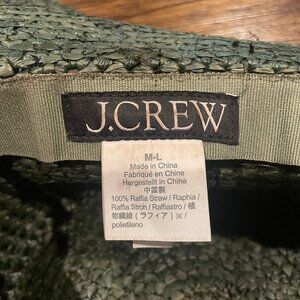 J.CREW
M-L
Made in China
Fabriqué en Chine
Hergestellt in China
中国製
100% Raffia Straw / Raphia /
Raffia Stroh / Raffiastro / 植
物繊維 (ラフィア) ※ /
polietileno